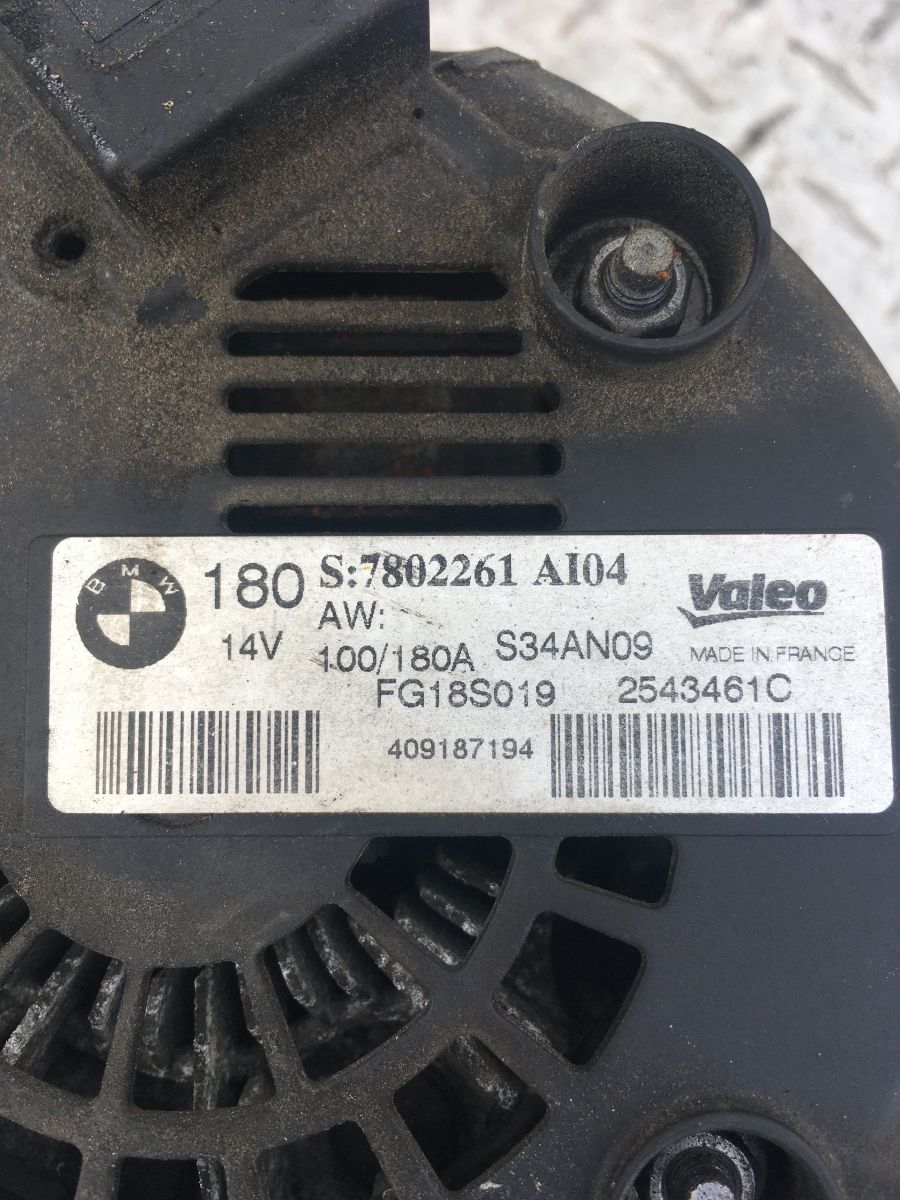 BMW
180 S:7802261 AI04 Valeo
AW:
14V 100/180A S34AN09 MADE IN FRANCE
FG18S019 2543461C
409187194